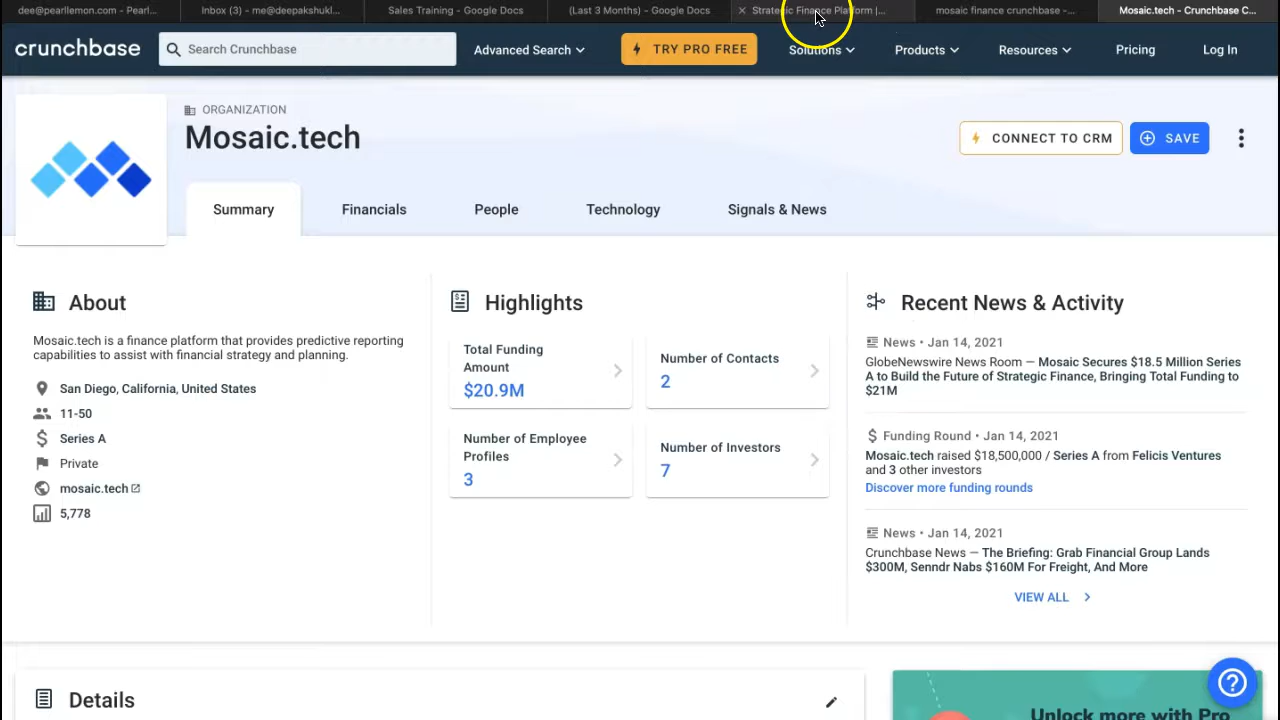 dee@pearllemon.com - Pearl...
Inbox (3) - me@deepakshukl...
Sales Training - Google Docs
(Last 3 Months) - Google Docs
Strategic Finance Platform |...
mosaic finance crunchbase -...
Mosaic.tech - Crunchbase C...
crunchbase
Search Crunchbase
Advanced Search
TRY PRO FREE
Solutions
Products
Resources
Pricing
Log In
ORGANIZATION
Mosaic.tech
CONNECT TO CRM
SAVE
Summary
Financials
People
Technology
Signals & News
About
Mosaic.tech is a finance platform that provides predictive reporting
capabilities to assist with financial strategy and planning.
San Diego, California, United States
11-50
Series A
Private
mosaic.tech
5,778
Highlights
Total Funding
Amount
$20.9M
Number of Contacts
2
Number of Employee
Profiles
3
Number of Investors
7
Recent News & Activity
News • Jan 14, 2021
GlobeNewswire News Room — Mosaic Secures $18.5 Million Series
A to Build the Future of Strategic Finance, Bringing Total Funding to
$21M
Funding Round • Jan 14, 2021
Mosaic.tech raised $18,500,000 / Series A from Felicis Ventures
and 3 other investors
Discover more funding rounds
News • Jan 14, 2021
Crunchbase News — The Briefing: Grab Financial Group Lands
$300M, Senndr Nabs $160M For Freight, And More
VIEW ALL
Details
Unlock more with Pro